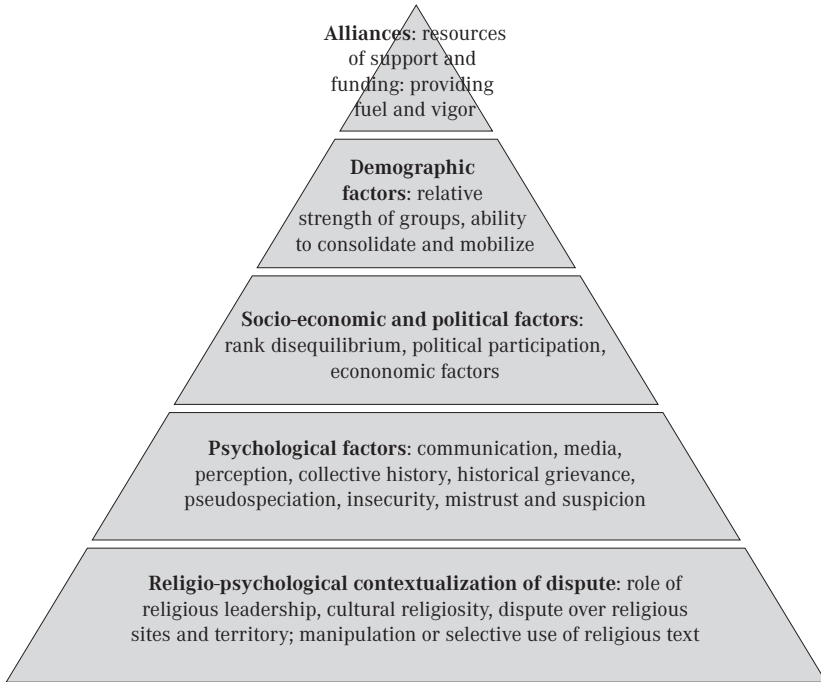 Alliances: resources
of support and
funding: providing
fuel and vigor
Demographic
factors: relative
strength of groups, ability
to consolidate and mobilize
Socio-economic and political factors:
rank disequilibrium, political participation,
econonomic factors
Psychological factors: communication, media,
perception, collective history, historical grievance,
pseudospeciation, insecurity, mistrust and suspicion
Religio-psychological contextualization of dispute: role of
religious leadership, cultural religiosity, dispute over religious
sites and territory; manipulation or selective use of religious text